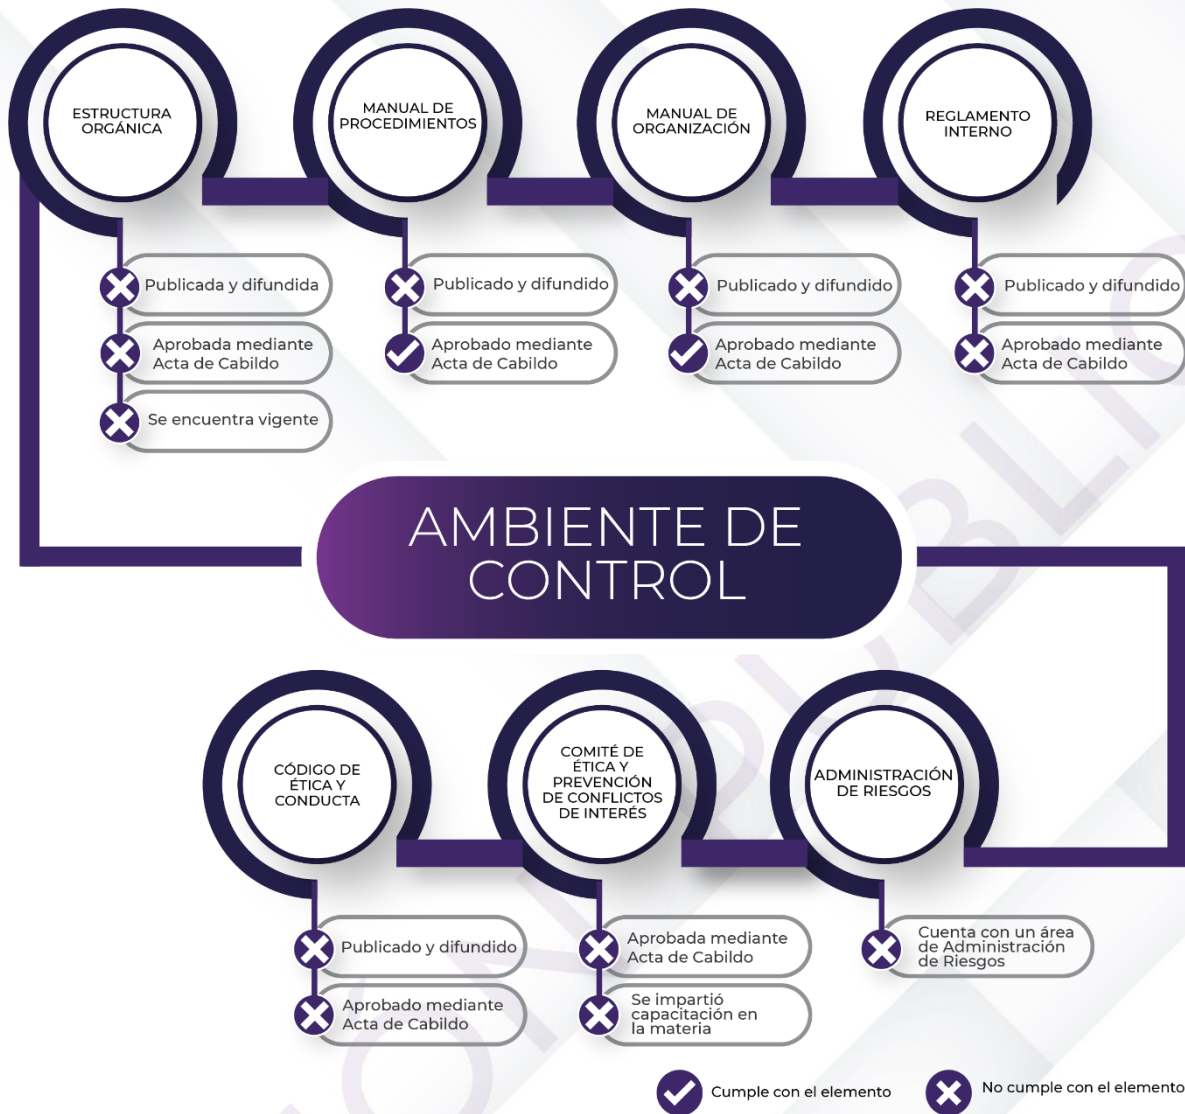 ESTRUCTURA
ORGÁNICA
Publicada y difundida
Aprobada mediante
Acta de Cabildo
Se encuentra vigente
MANUAL DE
PROCEDIMIENTOS
Publicado y difundido
Aprobado mediante
Acta de Cabildo
MANUAL DE
ORGANIZACIÓN
Publicado y difundido
Aprobado mediante
Acta de Cabildo
REGLAMENTO
INTERNO
Publicado y difundido
Aprobado mediante
Acta de Cabildo
AMBIENTE DE
CONTROL
CÓDIGO DE
ÉTICA Y
CONDUCTA
Publicado y difundido
Aprobado mediante
Acta de Cabildo
COMITÉ DE
ÉTICA Y
PREVENCIÓN
DE CONFLICTOS
DE INTERÉS
Aprobada mediante
Acta de Cabildo
Se impartió
capacitación en
la materia
ADMINISTRACIÓN
DE RIESGOS
Cuenta con un área
de Administración
de Riesgos
Cumple con el elemento
No cumple con el elemento